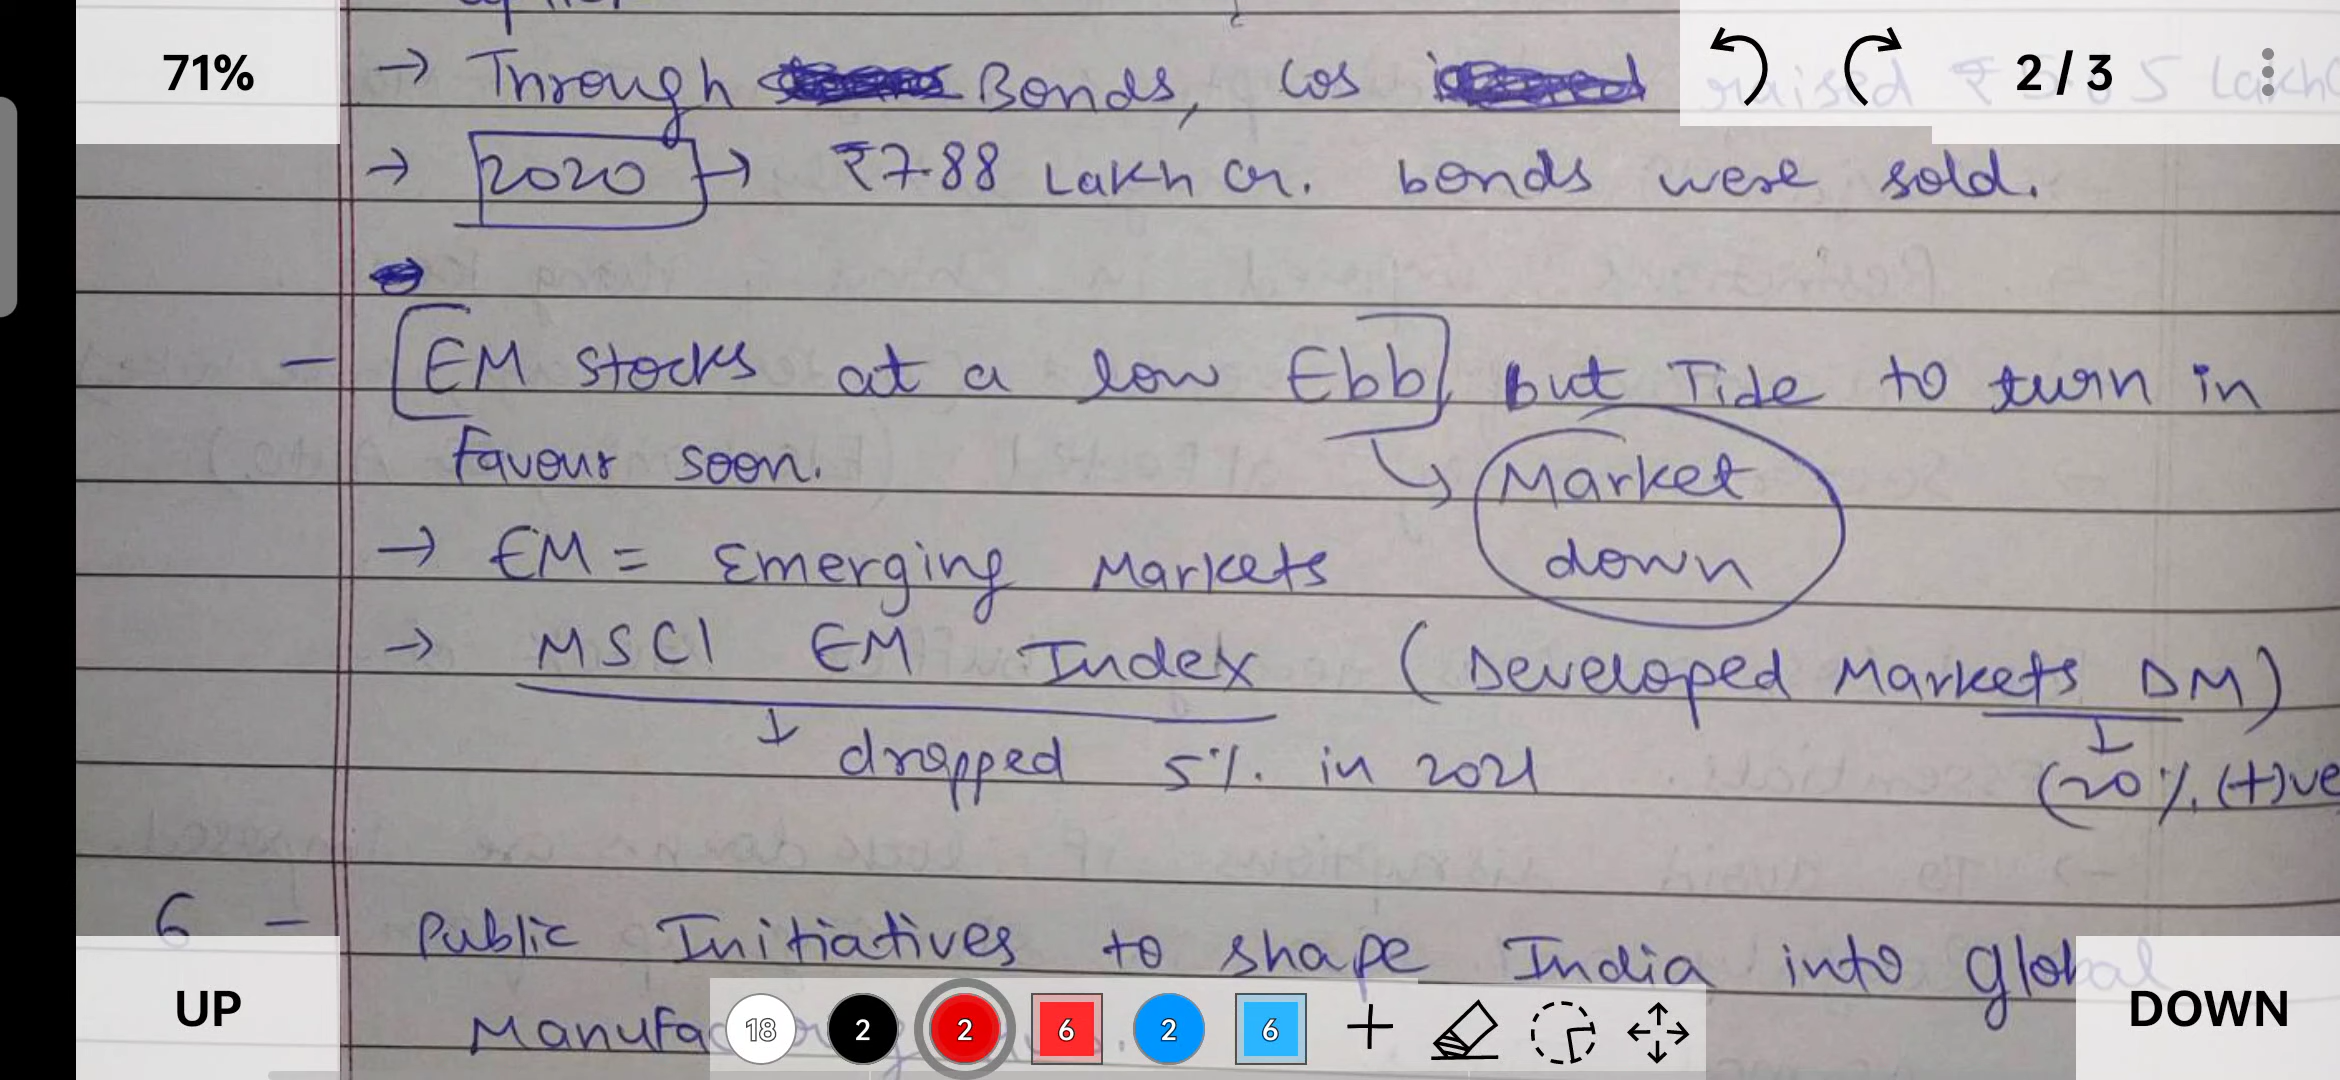 71%
2 / 3
→ Through Bonds, cos raised ₹ Lakh
→ 2020 → ₹7.88 Lakh cr. bonds were sold.
- [EM stocks at a low Ebb], but Tide to turn in
favour soon.
Market
down
→ EM = Emerging Markets
→ MSCI EM Index (Developed Markets DM)
dropped 5%. in 2021
(20%. (+)ve
6 - Public Initiatives to shape India into global
UP
DOWN
18 2 2 6 2 6